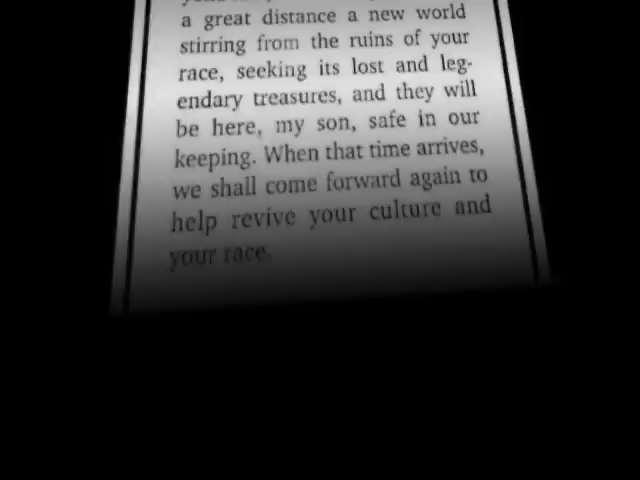 a great distance a new world
stirring from the ruins of your
race, seeking its lost and leg-
endary treasures, and they will
be here, my son, safe in our
keeping. When that time arrives,
we shall come forward again to
help revive your culture and
your race.